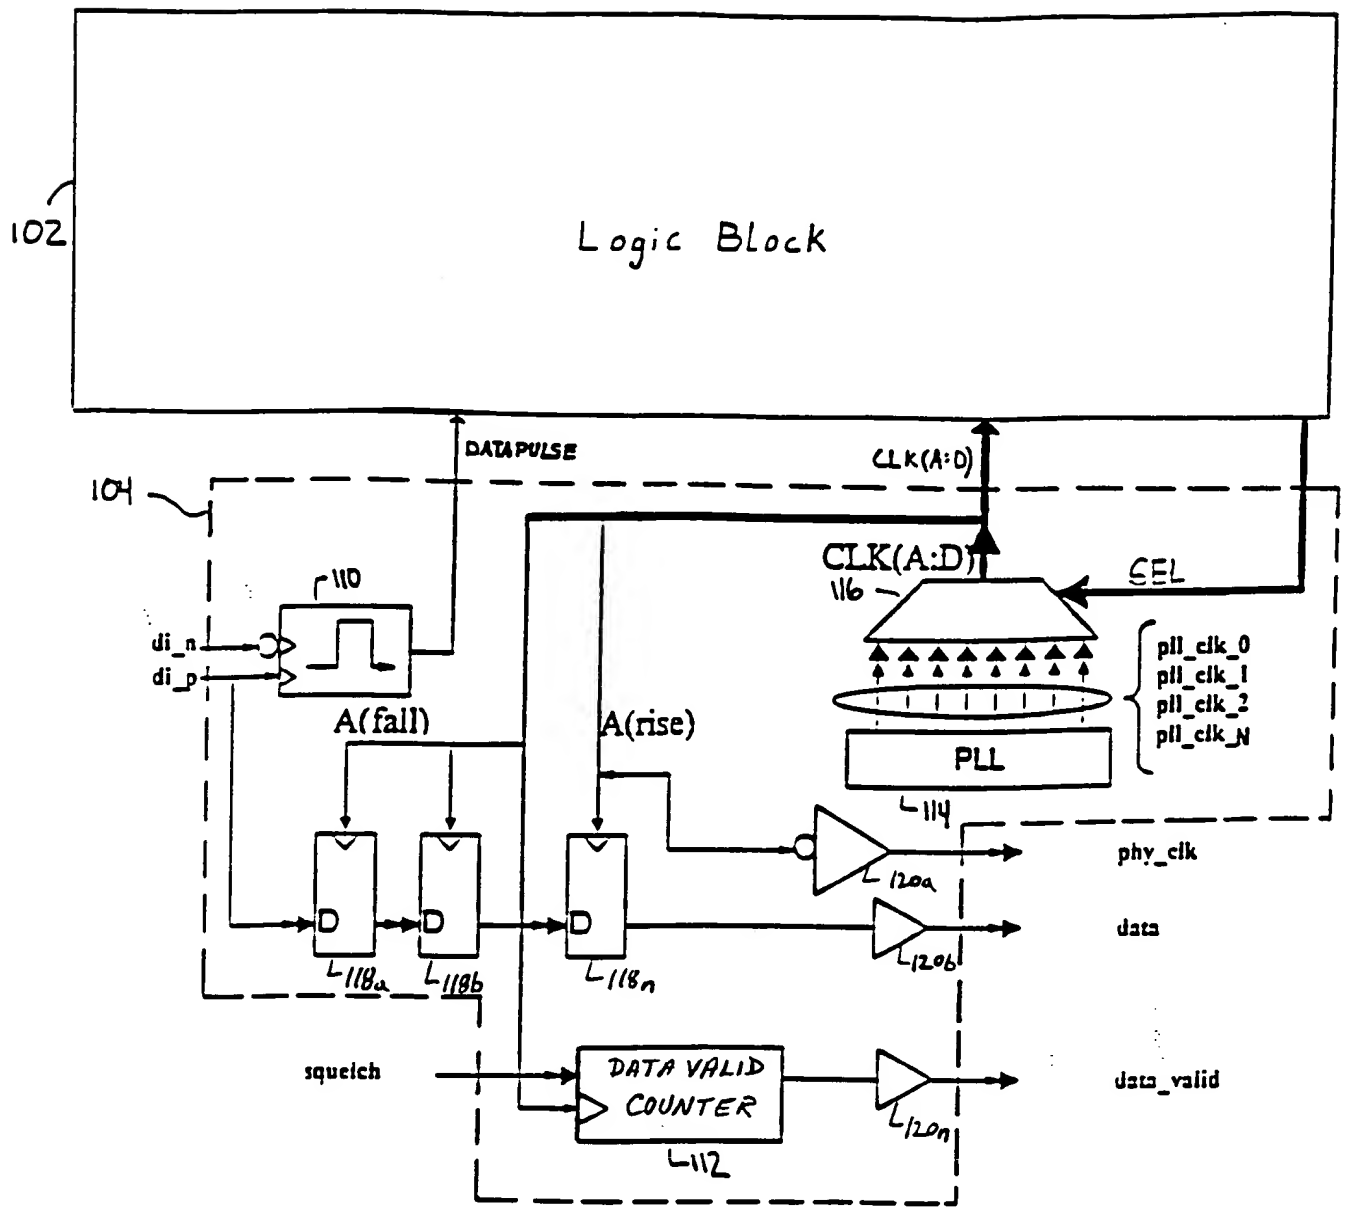 102
Logic Block
DATAPULSE
CLK(A:D)
104
CLK(A:D)
SEL
110
116
di_n
di_p
pll_clk_0
pll_clk_1
pll_clk_2
pll_clk_N
A(fall)
A(rise)
PLL
114
phy_clk
120a
D
D
D
data
118a
118b
118n
120b
squelch
DATA VALID
COUNTER
data_valid
120n
112